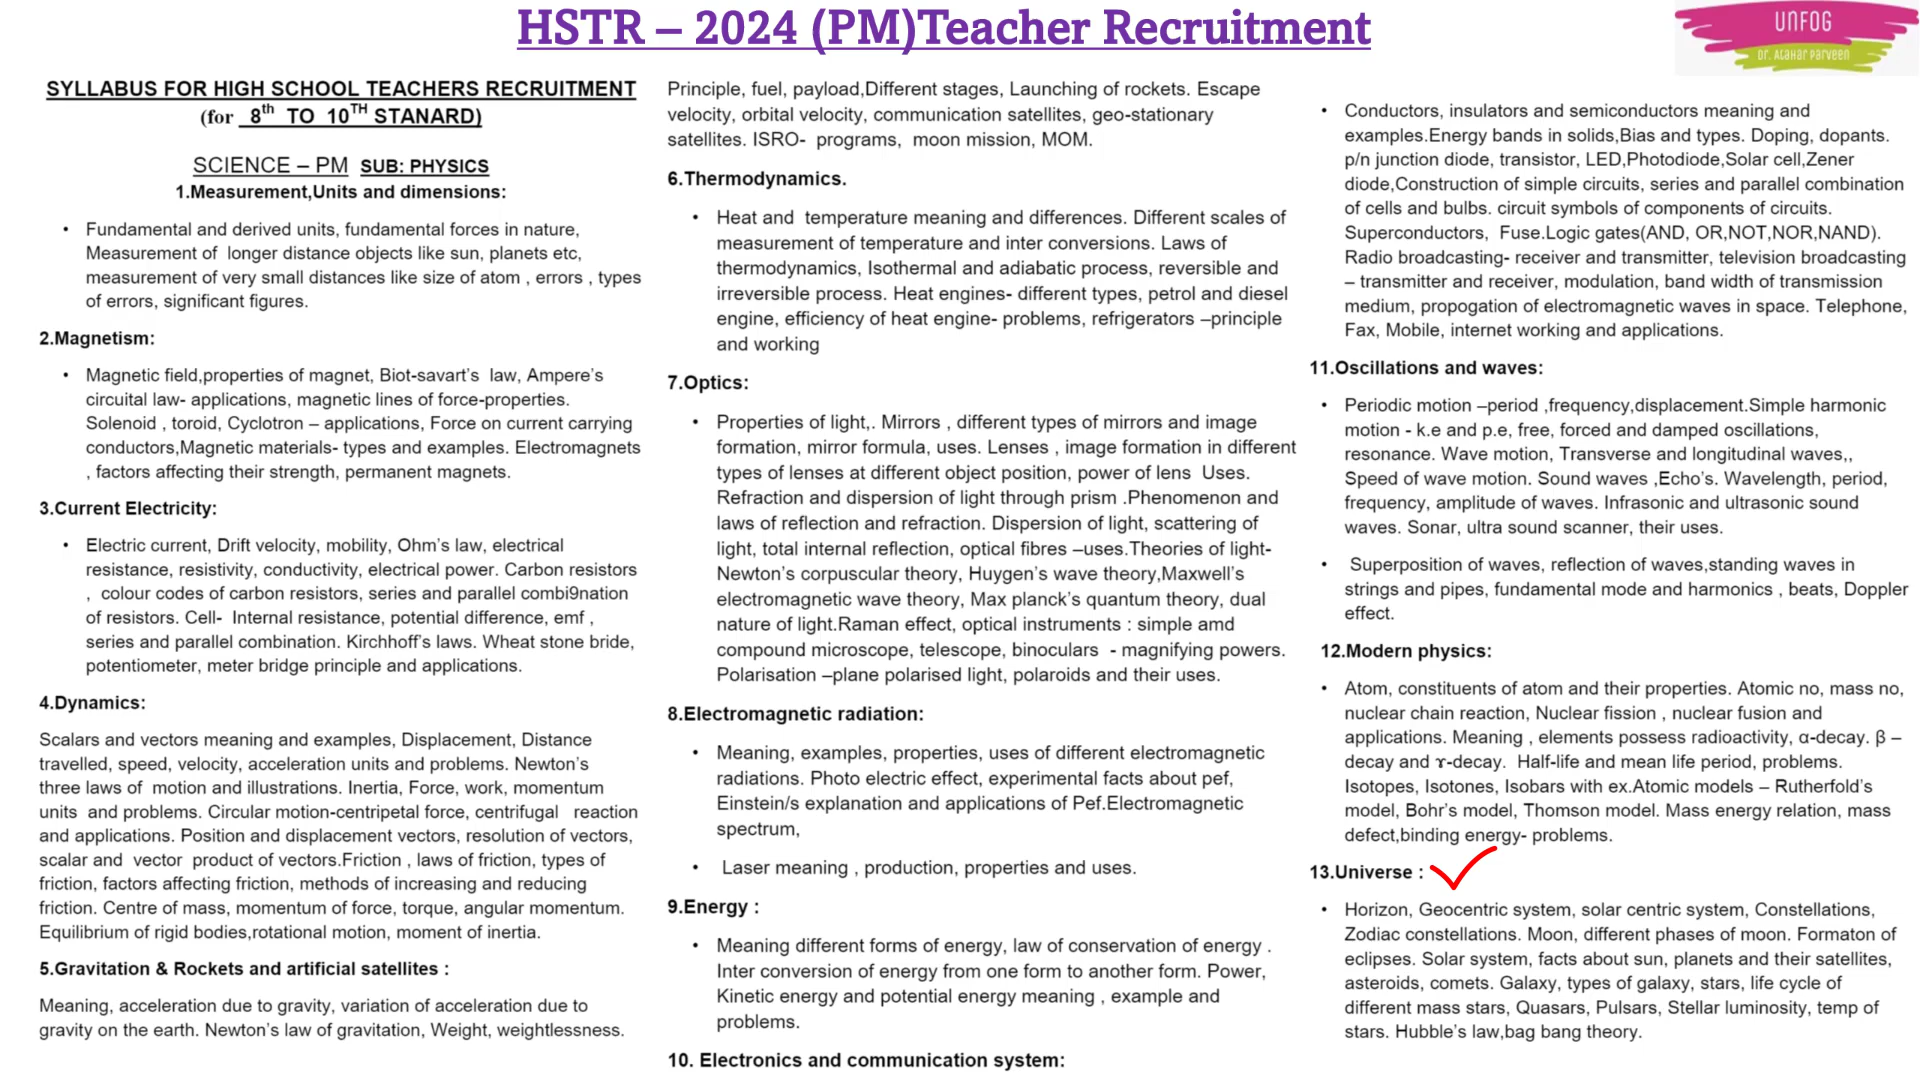 HSTR – 2024 (PM)Teacher Recruitment
UNFOG
Dr. Atahar Parveen
SYLLABUS FOR HIGH SCHOOL TEACHERS RECRUITMENT
(for 8th TO 10TH STANARD)
SCIENCE – PM SUB: PHYSICS
1.Measurement,Units and dimensions:
• Fundamental and derived units, fundamental forces in nature,
Measurement of longer distance objects like sun, planets etc,
measurement of very small distances like size of atom , errors , types
of errors, significant figures.
2.Magnetism:
• Magnetic field,properties of magnet, Biot-savart's law, Ampere's
circuital law- applications, magnetic lines of force-properties.
Solenoid , toroid, Cyclotron – applications, Force on current carrying
conductors,Magnetic materials- types and examples. Electromagnets
, factors affecting their strength, permanent magnets.
3.Current Electricity:
• Electric current, Drift velocity, mobility, Ohm's law, electrical
resistance, resistivity, conductivity, electrical power. Carbon resistors
, colour codes of carbon resistors, series and parallel combi9nation
of resistors. Cell- Internal resistance, potential difference, emf ,
series and parallel combination. Kirchhoff's laws. Wheat stone bride,
potentiometer, meter bridge principle and applications.
4.Dynamics:
Scalars and vectors meaning and examples, Displacement, Distance
travelled, speed, velocity, acceleration units and problems. Newton's
three laws of motion and illustrations. Inertia, Force, work, momentum
units and problems. Circular motion-centripetal force, centrifugal reaction
and applications. Position and displacement vectors, resolution of vectors,
scalar and vector product of vectors.Friction , laws of friction, types of
friction, factors affecting friction, methods of increasing and reducing
friction. Centre of mass, momentum of force, torque, angular momentum.
Equilibrium of rigid bodies,rotational motion, moment of inertia.
5.Gravitation & Rockets and artificial satellites :
Meaning, acceleration due to gravity, variation of acceleration due to
gravity on the earth. Newton's law of gravitation, Weight, weightlessness.
Principle, fuel, payload,Different stages, Launching of rockets. Escape
velocity, orbital velocity, communication satellites, geo-stationary
satellites. ISRO- programs, moon mission, MOM.
6.Thermodynamics.
• Heat and temperature meaning and differences. Different scales of
measurement of temperature and inter conversions. Laws of
thermodynamics, Isothermal and adiabatic process, reversible and
irreversible process. Heat engines- different types, petrol and diesel
engine, efficiency of heat engine- problems, refrigerators –principle
and working
7.Optics:
• Properties of light,. Mirrors , different types of mirrors and image
formation, mirror formula, uses. Lenses , image formation in different
types of lenses at different object position, power of lens Uses.
Refraction and dispersion of light through prism .Phenomenon and
laws of reflection and refraction. Dispersion of light, scattering of
light, total internal reflection, optical fibres –uses.Theories of light-
Newton's corpuscular theory, Huygen's wave theory,Maxwell's
electromagnetic wave theory, Max planck's quantum theory, dual
nature of light.Raman effect, optical instruments : simple amd
compound microscope, telescope, binoculars - magnifying powers.
Polarisation –plane polarised light, polaroids and their uses.
8.Electromagnetic radiation:
• Meaning, examples, properties, uses of different electromagnetic
radiations. Photo electric effect, experimental facts about pef,
Einstein/s explanation and applications of Pef.Electromagnetic
spectrum,
• Laser meaning , production, properties and uses.
9.Energy :
• Meaning different forms of energy, law of conservation of energy .
Inter conversion of energy from one form to another form. Power,
Kinetic energy and potential energy meaning , example and
problems.
10. Electronics and communication system:
• Conductors, insulators and semiconductors meaning and
examples.Energy bands in solids,Bias and types. Doping, dopants.
p/n junction diode, transistor, LED,Photodiode,Solar cell,Zener
diode,Construction of simple circuits, series and parallel combination
of cells and bulbs. circuit symbols of components of circuits.
Superconductors, Fuse.Logic gates(AND, OR,NOT,NOR,NAND).
Radio broadcasting- receiver and transmitter, television broadcasting
– transmitter and receiver, modulation, band width of transmission
medium, propogation of electromagnetic waves in space. Telephone,
Fax, Mobile, internet working and applications.
11.Oscillations and waves:
• Periodic motion –period ,frequency,displacement.Simple harmonic
motion - k.e and p.e, free, forced and damped oscillations,
resonance. Wave motion, Transverse and longitudinal waves,,
Speed of wave motion. Sound waves ,Echo's. Wavelength, period,
frequency, amplitude of waves. Infrasonic and ultrasonic sound
waves. Sonar, ultra sound scanner, their uses.
• Superposition of waves, reflection of waves,standing waves in
strings and pipes, fundamental mode and harmonics , beats, Doppler
effect.
12.Modern physics:
• Atom, constituents of atom and their properties. Atomic no, mass no,
nuclear chain reaction, Nuclear fission , nuclear fusion and
applications. Meaning , elements possess radioactivity, α-decay. β –
decay and ɤ-decay. Half-life and mean life period, problems.
Isotopes, Isotones, Isobars with ex.Atomic models – Rutherfold's
model, Bohr's model, Thomson model. Mass energy relation, mass
defect,binding energy- problems.
13.Universe :
• Horizon, Geocentric system, solar centric system, Constellations,
Zodiac constellations. Moon, different phases of moon. Formaton of
eclipses. Solar system, facts about sun, planets and their satellites,
asteroids, comets. Galaxy, types of galaxy, stars, life cycle of
different mass stars, Quasars, Pulsars, Stellar luminosity, temp of
stars. Hubble's law,bag bang theory.